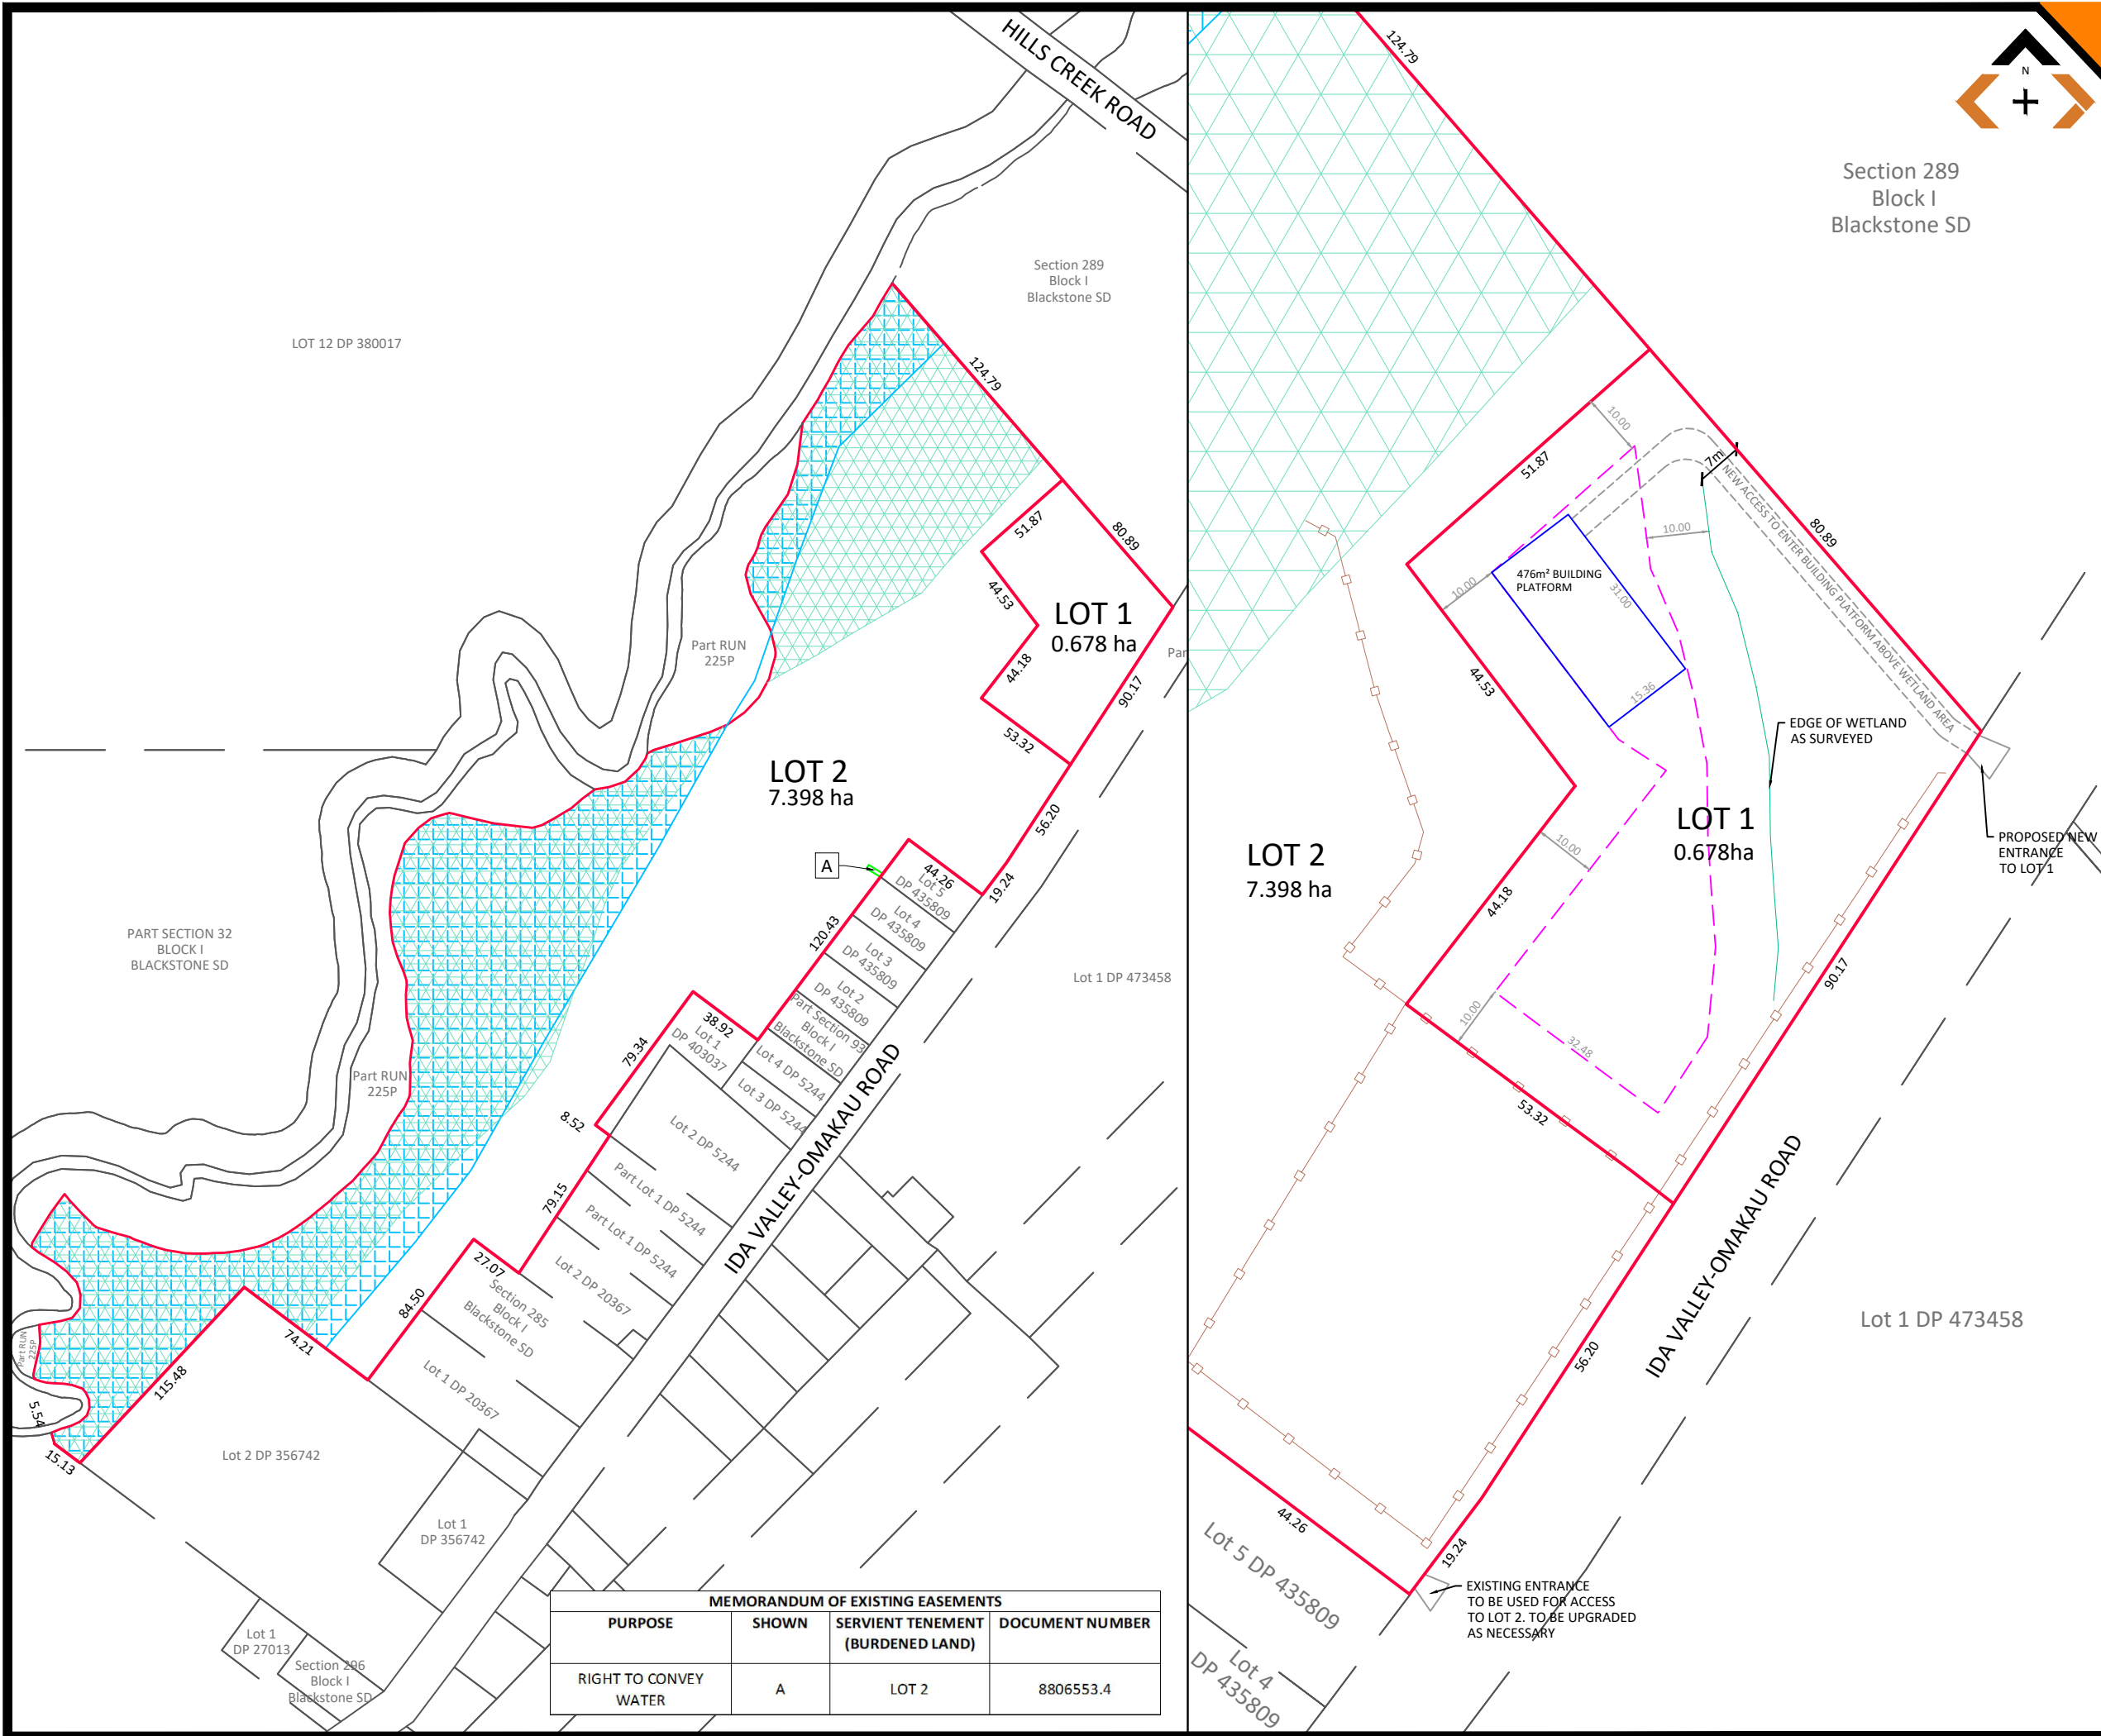 HILLS CREEK ROAD
LOT 12 DP 380017
Section 289
Block I
Blackstone SD
124.79
51.87
80.89
44.53
LOT 1
0.678 ha
44.18
90.17
53.32
Part RUN
225P
Par
LOT 2
7.398 ha
56.20
A
44.26
19.24
120.43
Lot 5
DP 435809
Lot 4
DP 435809
Lot 3
DP 435809
Lot 2
DP 435809
Part Section 93
Block I
Blackstone SD
Lot 4 DP 5244
Lot 3 DP 5244
38.92
Lot 1
DP 403037
79.34
8.52
Lot 2 DP 5244
Part Lot 1 DP 5244
Part Lot 1 DP 5244
79.15
Lot 2 DP 20367
27.07
Section 285
Block I
Blackstone SD
84.50
Lot 1 DP 20367
74.21
115.48
IDA VALLEY-OMAKAU ROAD
Lot 1 DP 473458
PART SECTION 32
BLOCK I
BLACKSTONE SD
Part RUN
225P
Part RUN
225P
5.54
15.13
Lot 2 DP 356742
Lot 1
DP 356742
Lot 1
DP 27013
Section 296
Block I
Blackstone SD
MEMORANDUM OF EXISTING EASEMENTS
PURPOSE SHOWN SERVIENT TENEMENT (BURDENED LAND) DOCUMENT NUMBER
RIGHT TO CONVEY WATER A LOT 2 8806553.4
N
Section 289
Block I
Blackstone SD
124.79
10.00
51.87
7m
NEW ACCESS TO ENTER BUILDING PLATFORM ABOVE WETLAND AREA
80.89
10.00
10.00
476m² BUILDING
PLATFORM
31.00
15.36
44.53
EDGE OF WETLAND
AS SURVEYED
LOT 1
0.678ha
PROPOSED NEW
ENTRANCE
TO LOT 1
LOT 2
7.398 ha
10.00
44.18
10.00
32.48
90.17
53.32
IDA VALLEY-OMAKAU ROAD
Lot 1 DP 473458
56.20
44.26
19.24
Lot 5 DP 435809
Lot 4
DP 435809
EXISTING ENTRANCE
TO BE USED FOR ACCESS
TO LOT 2. TO BE UPGRADED
AS NECESSARY